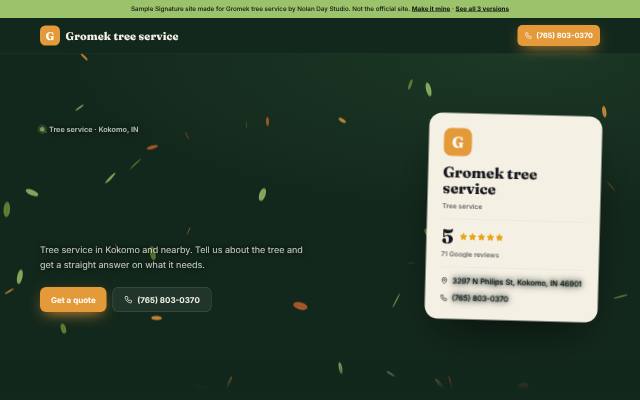 Sample Signature site made for Gromek tree service by Nolan Day Studio. Not the official site. Make it mine · See all 3 versions
G Gromek tree service
(765) 803-0370
Tree service · Kokomo, IN
Tree service in Kokomo and nearby. Tell us about the tree and
get a straight answer on what it needs.
Get a quote
(765) 803-0370
G
Gromek tree
service
Tree service
5
71 Google reviews
3297 N Philips St, Kokomo, IN 46901
(765) 803-0370